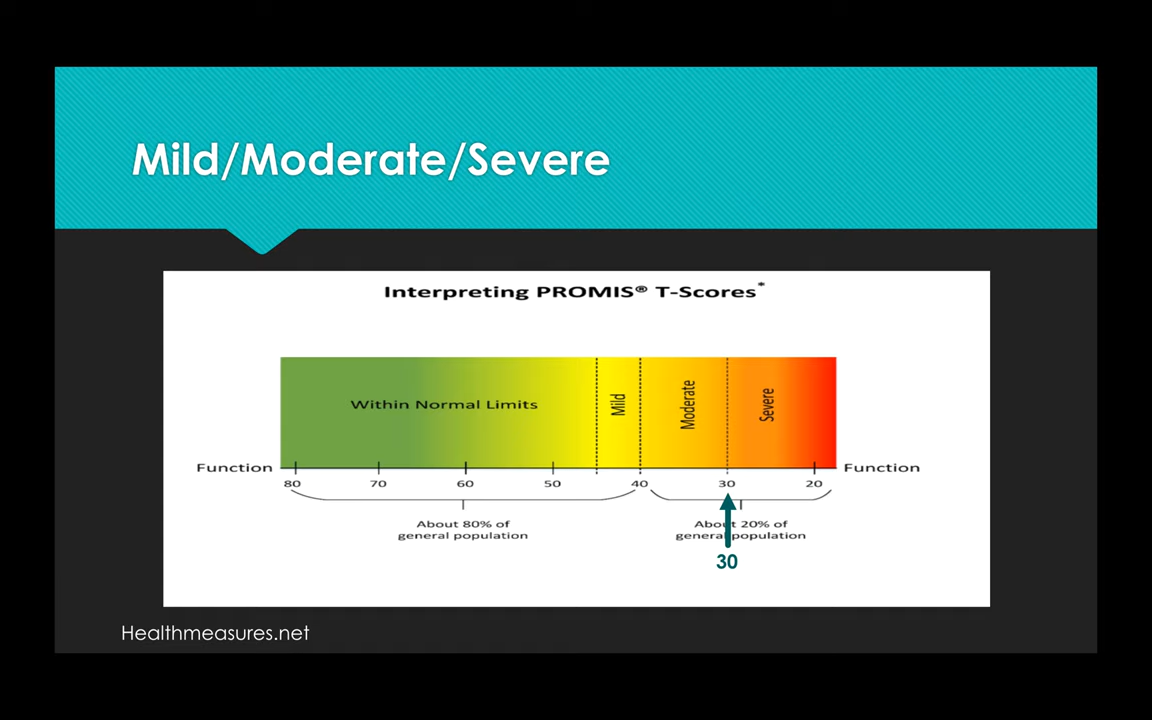 Mild/Moderate/Severe
Interpreting PROMIS® T-Scores*
Within Normal Limits
Mild
Moderate
Severe
Function
Function
80 70 60 50 40 30 20
About 80% of
general population
About 20% of
general population
30
Healthmeasures.net